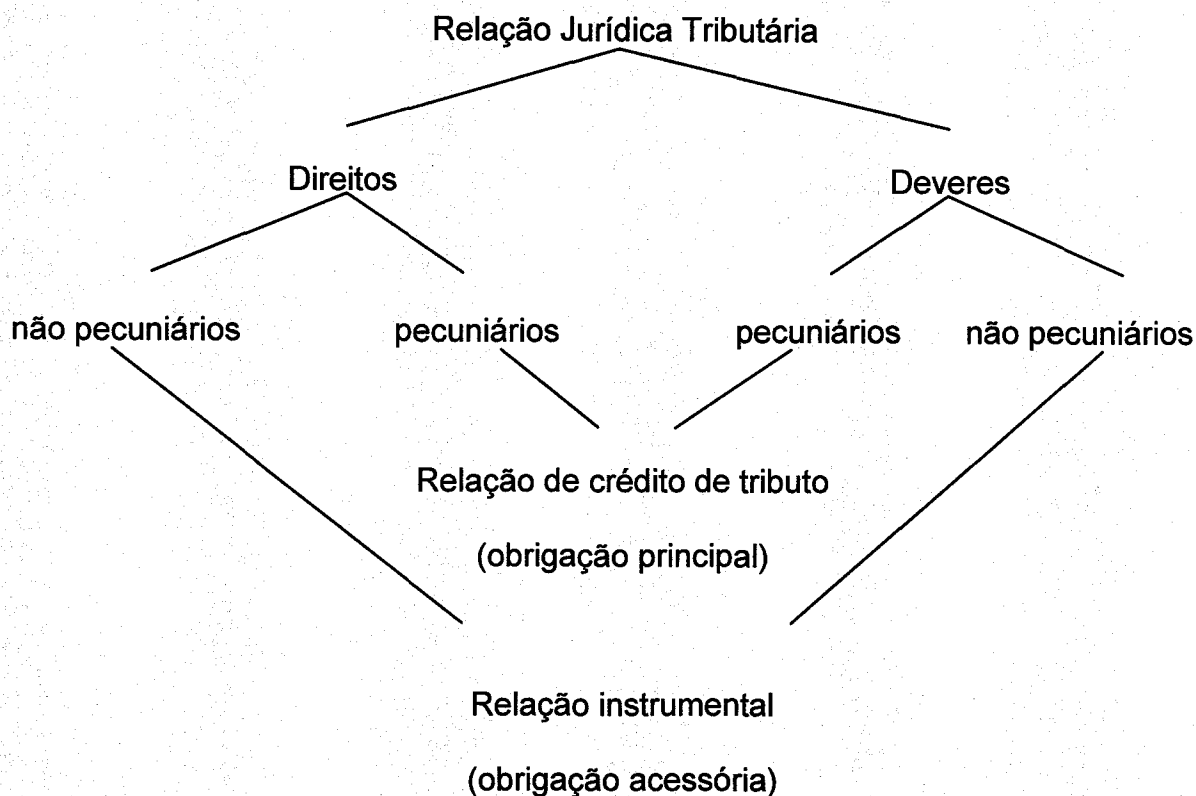 Relação Jurídica Tributária
Direitos
Deveres
não pecuniários
pecuniários
pecuniários
não pecuniários
Relação de crédito de tributo
(obrigação principal)
Relação instrumental
(obrigação acessória)